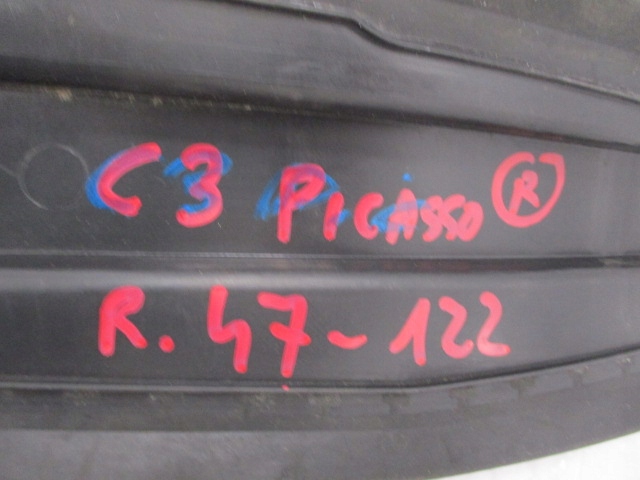 C3 PICASSO ®
R. 47-122